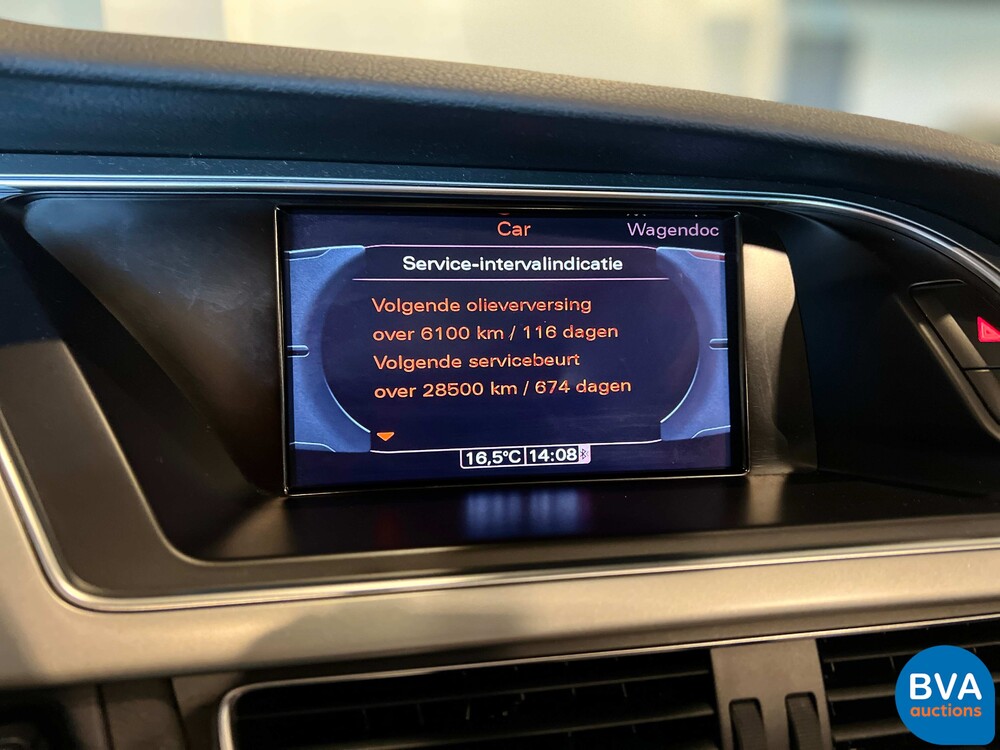 Car
Wagendoc
Service-intervalindicatie
Volgende olieverversing
over 6100 km / 116 dagen
Volgende servicebeurt
over 28500 km / 674 dagen
16,5°C 14:08
BVA
auctions